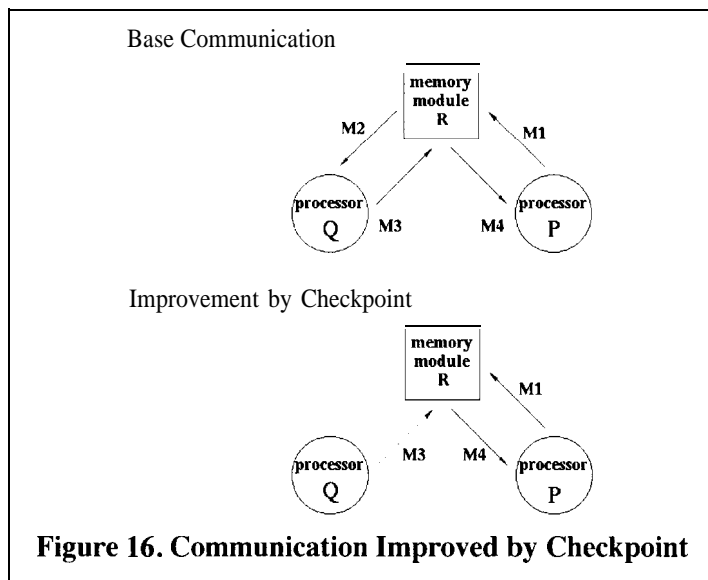 Base Communication
memory
module
R
M2
M1
processor
Q
M3
M4
processor
P
Improvement by Checkpoint
memory
module
R
M1
processor
Q
M3
M4
processor
P
Figure 16. Communication Improved by Checkpoint